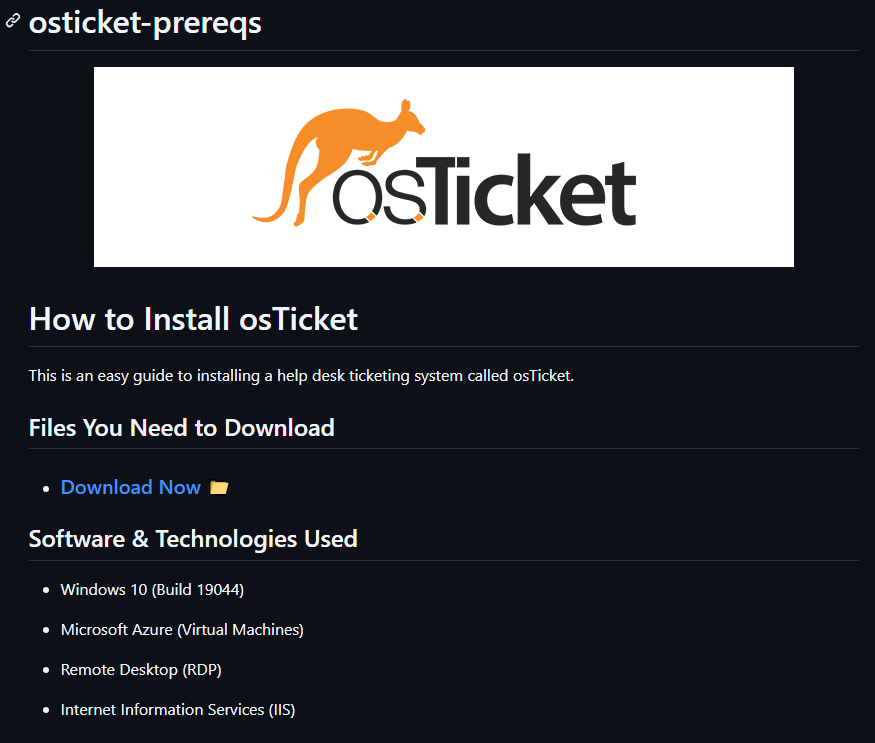 osticket-prereqs
osTicket
How to Install osTicket
This is an easy guide to installing a help desk ticketing system called osTicket.
Files You Need to Download
Download Now
Software & Technologies Used
Windows 10 (Build 19044)
Microsoft Azure (Virtual Machines)
Remote Desktop (RDP)
Internet Information Services (IIS)